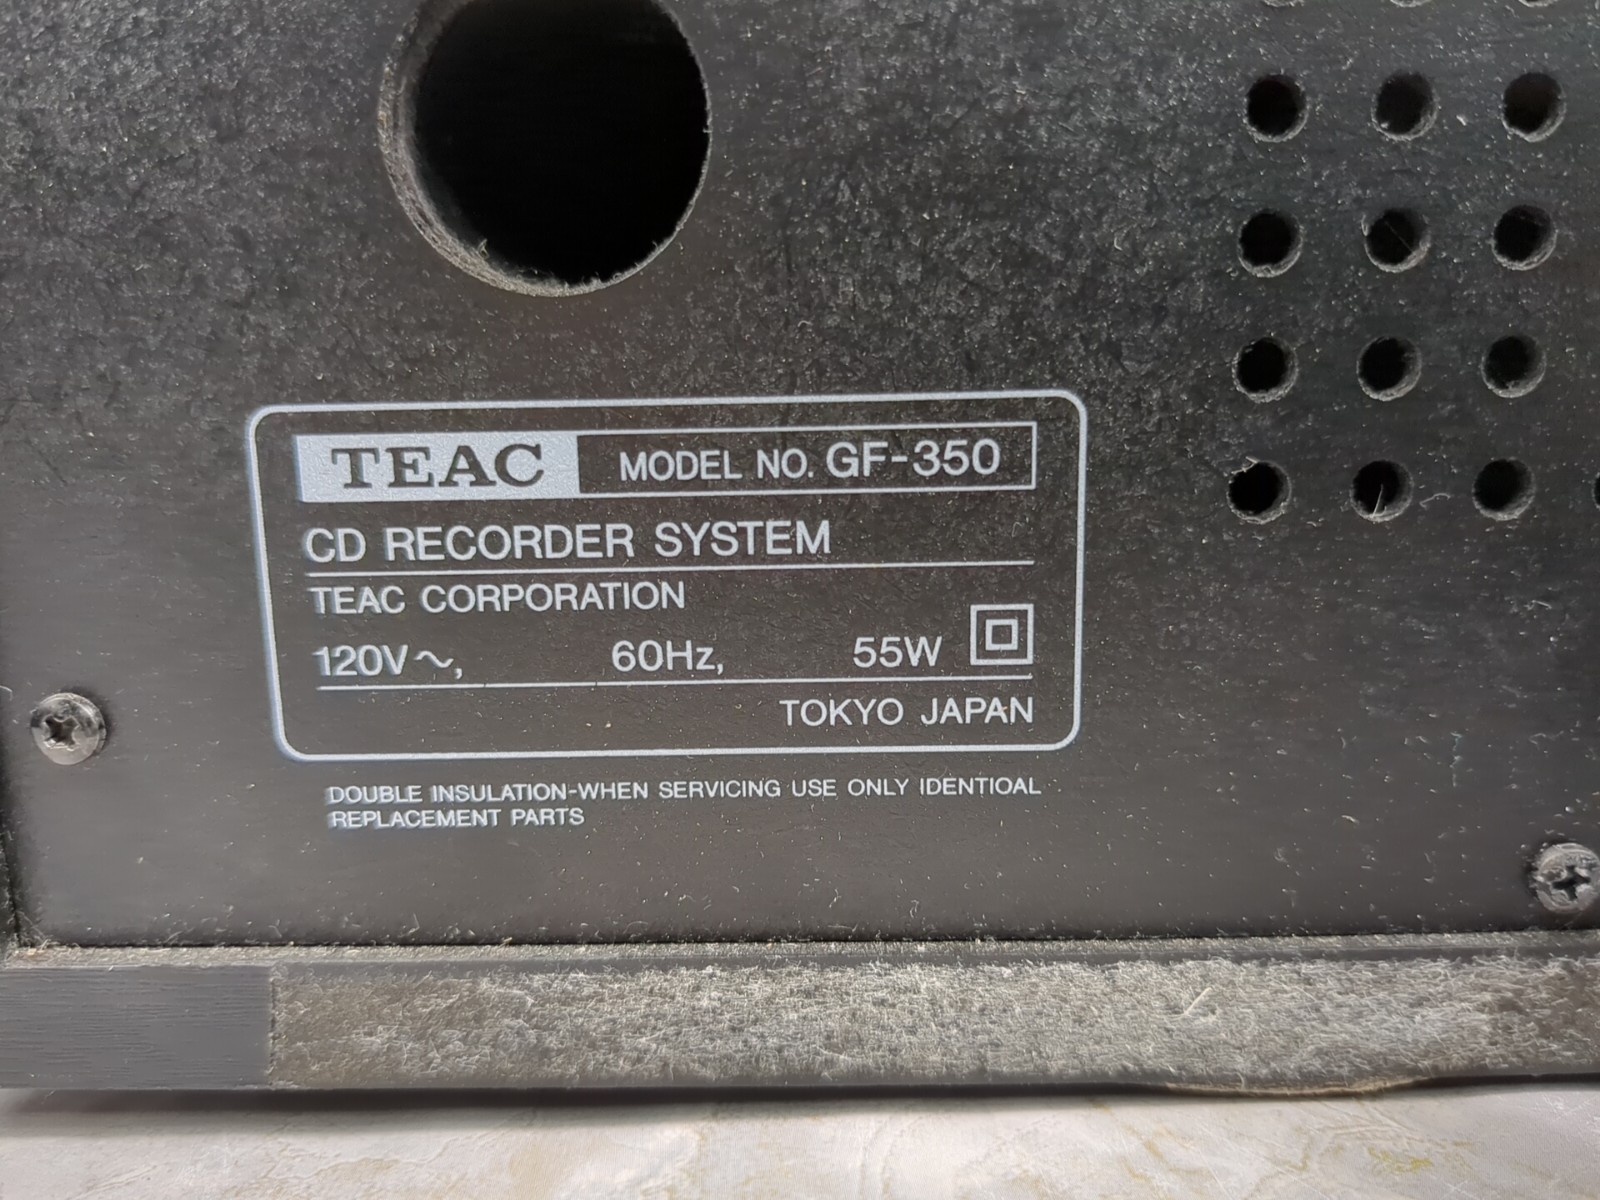 TEAC MODEL NO. GF-350
CD RECORDER SYSTEM
TEAC CORPORATION
120V～, 60Hz, 55W
TOKYO JAPAN
DOUBLE INSULATION-WHEN SERVICING USE ONLY IDENTIOAL
REPLACEMENT PARTS